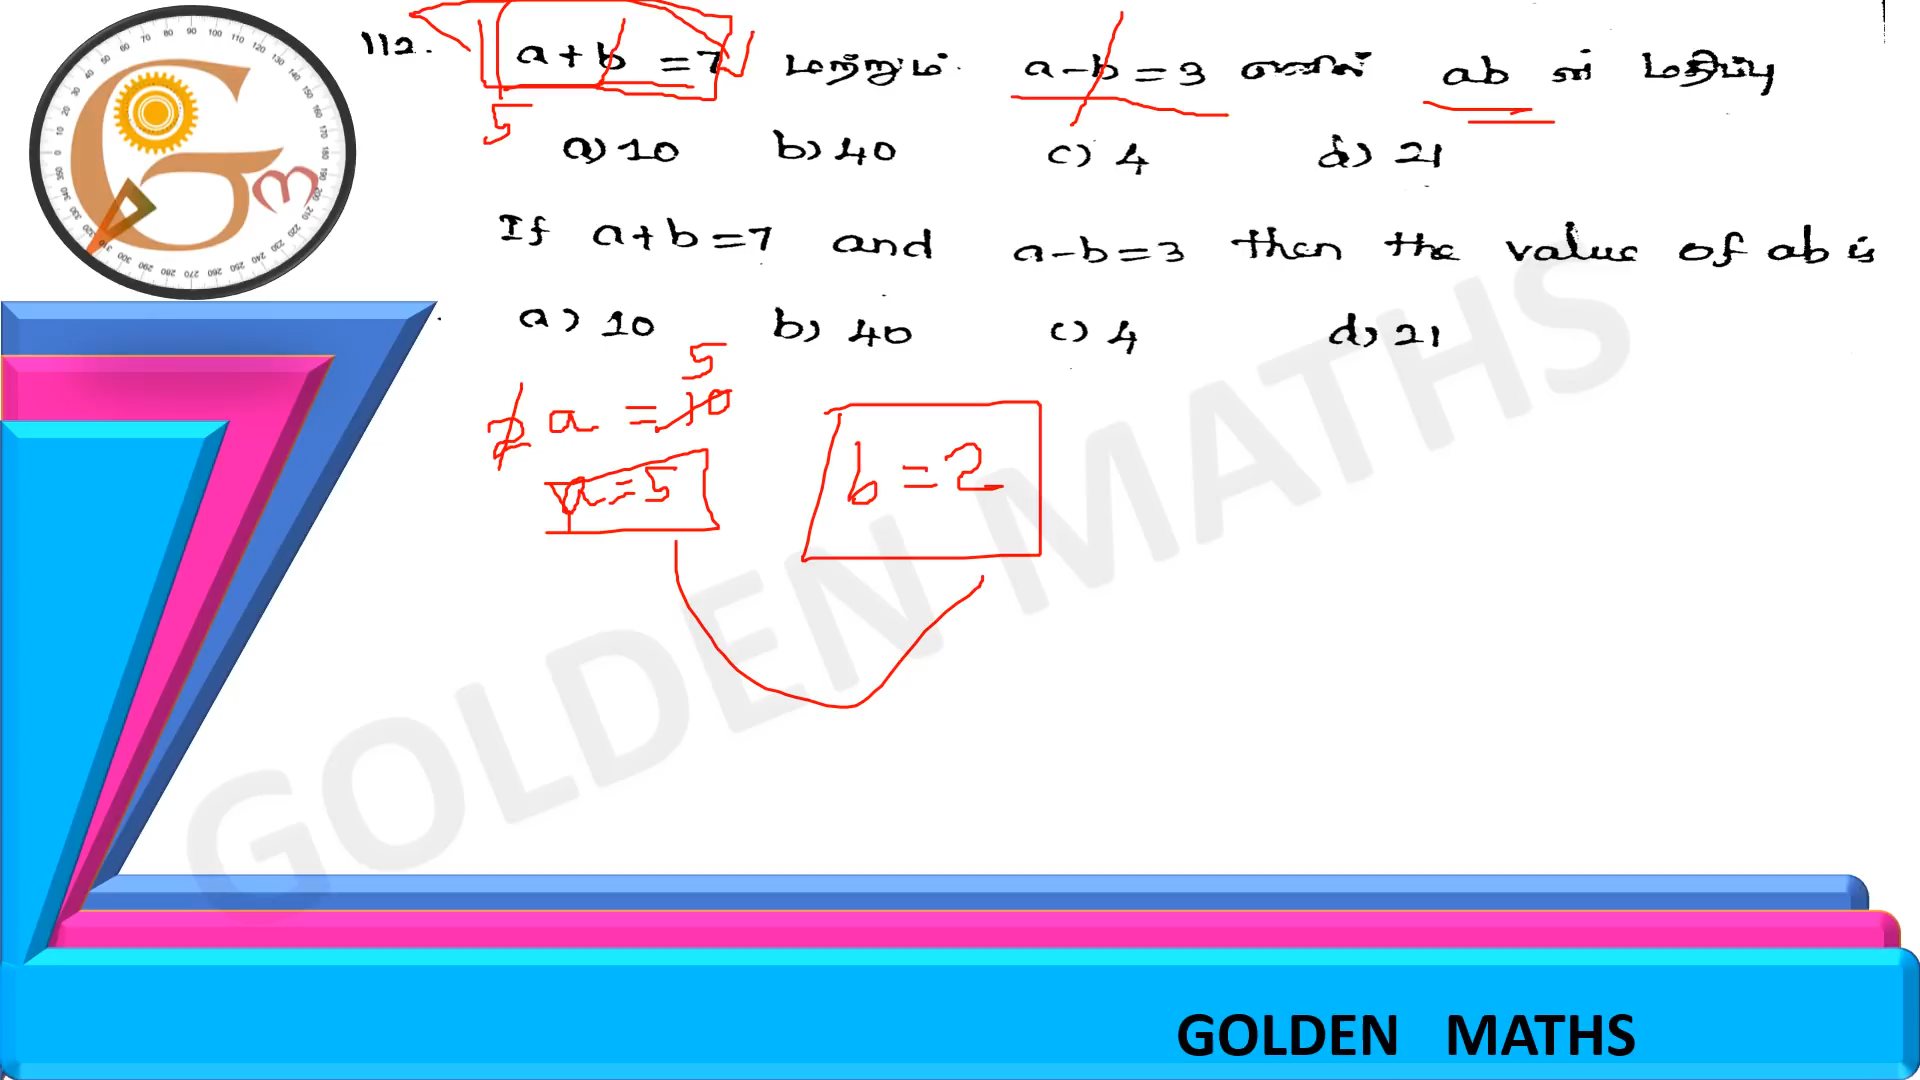 112. a+b =7 மற்றும் a-b=3 எனில் ab ன் மதிப்பு
5
a) 10 b) 40 c) 4 d) 21
If a+b=7 and a-b=3 then the value of ab is
a) 10 b) 40 c) 4 d) 21
5
2a = 10
a=5 b=2
GOLDEN MATHS
GOLDEN MATHS